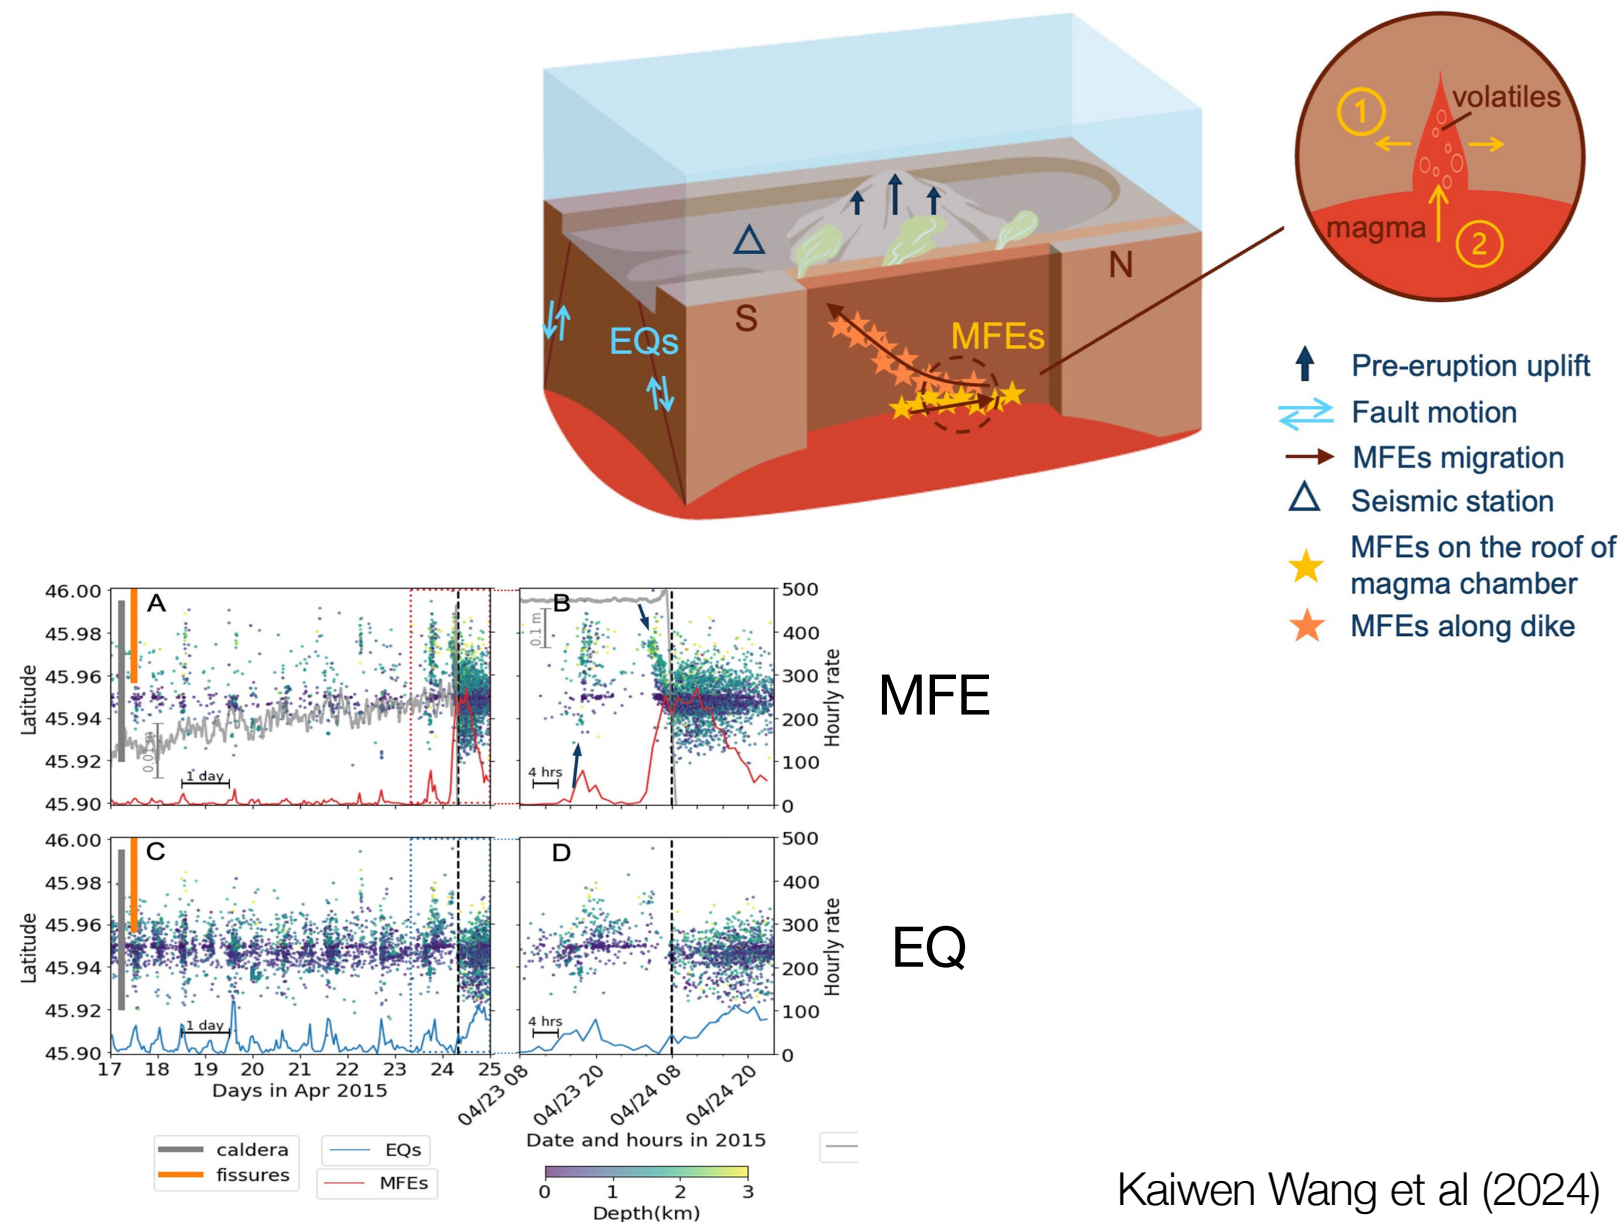 1
volatiles
magma
2
N
S
EQs
MFEs
Pre-eruption uplift
Fault motion
MFEs migration
Seismic station
MFEs on the roof of
magma chamber
MFEs along dike
46.00
45.98
45.96
45.94
45.92
45.90
Latitude
A
1 day
B
0.1 m
4 hrs
500
400
300
200
100
0
Hourly rate
MFE
46.00
45.98
45.96
45.94
45.92
45.90
Latitude
C
1 day
D
4 hrs
500
400
300
200
100
0
Hourly rate
EQ
17 18 19 20 21 22 23 24 25
Days in Apr 2015
04/23 08 04/23 20 04/24 08 04/24 20
Date and hours in 2015
caldera
fissures
EQs
MFEs
0 1 2 3
Depth(km)
Kaiwen Wang et al (2024)